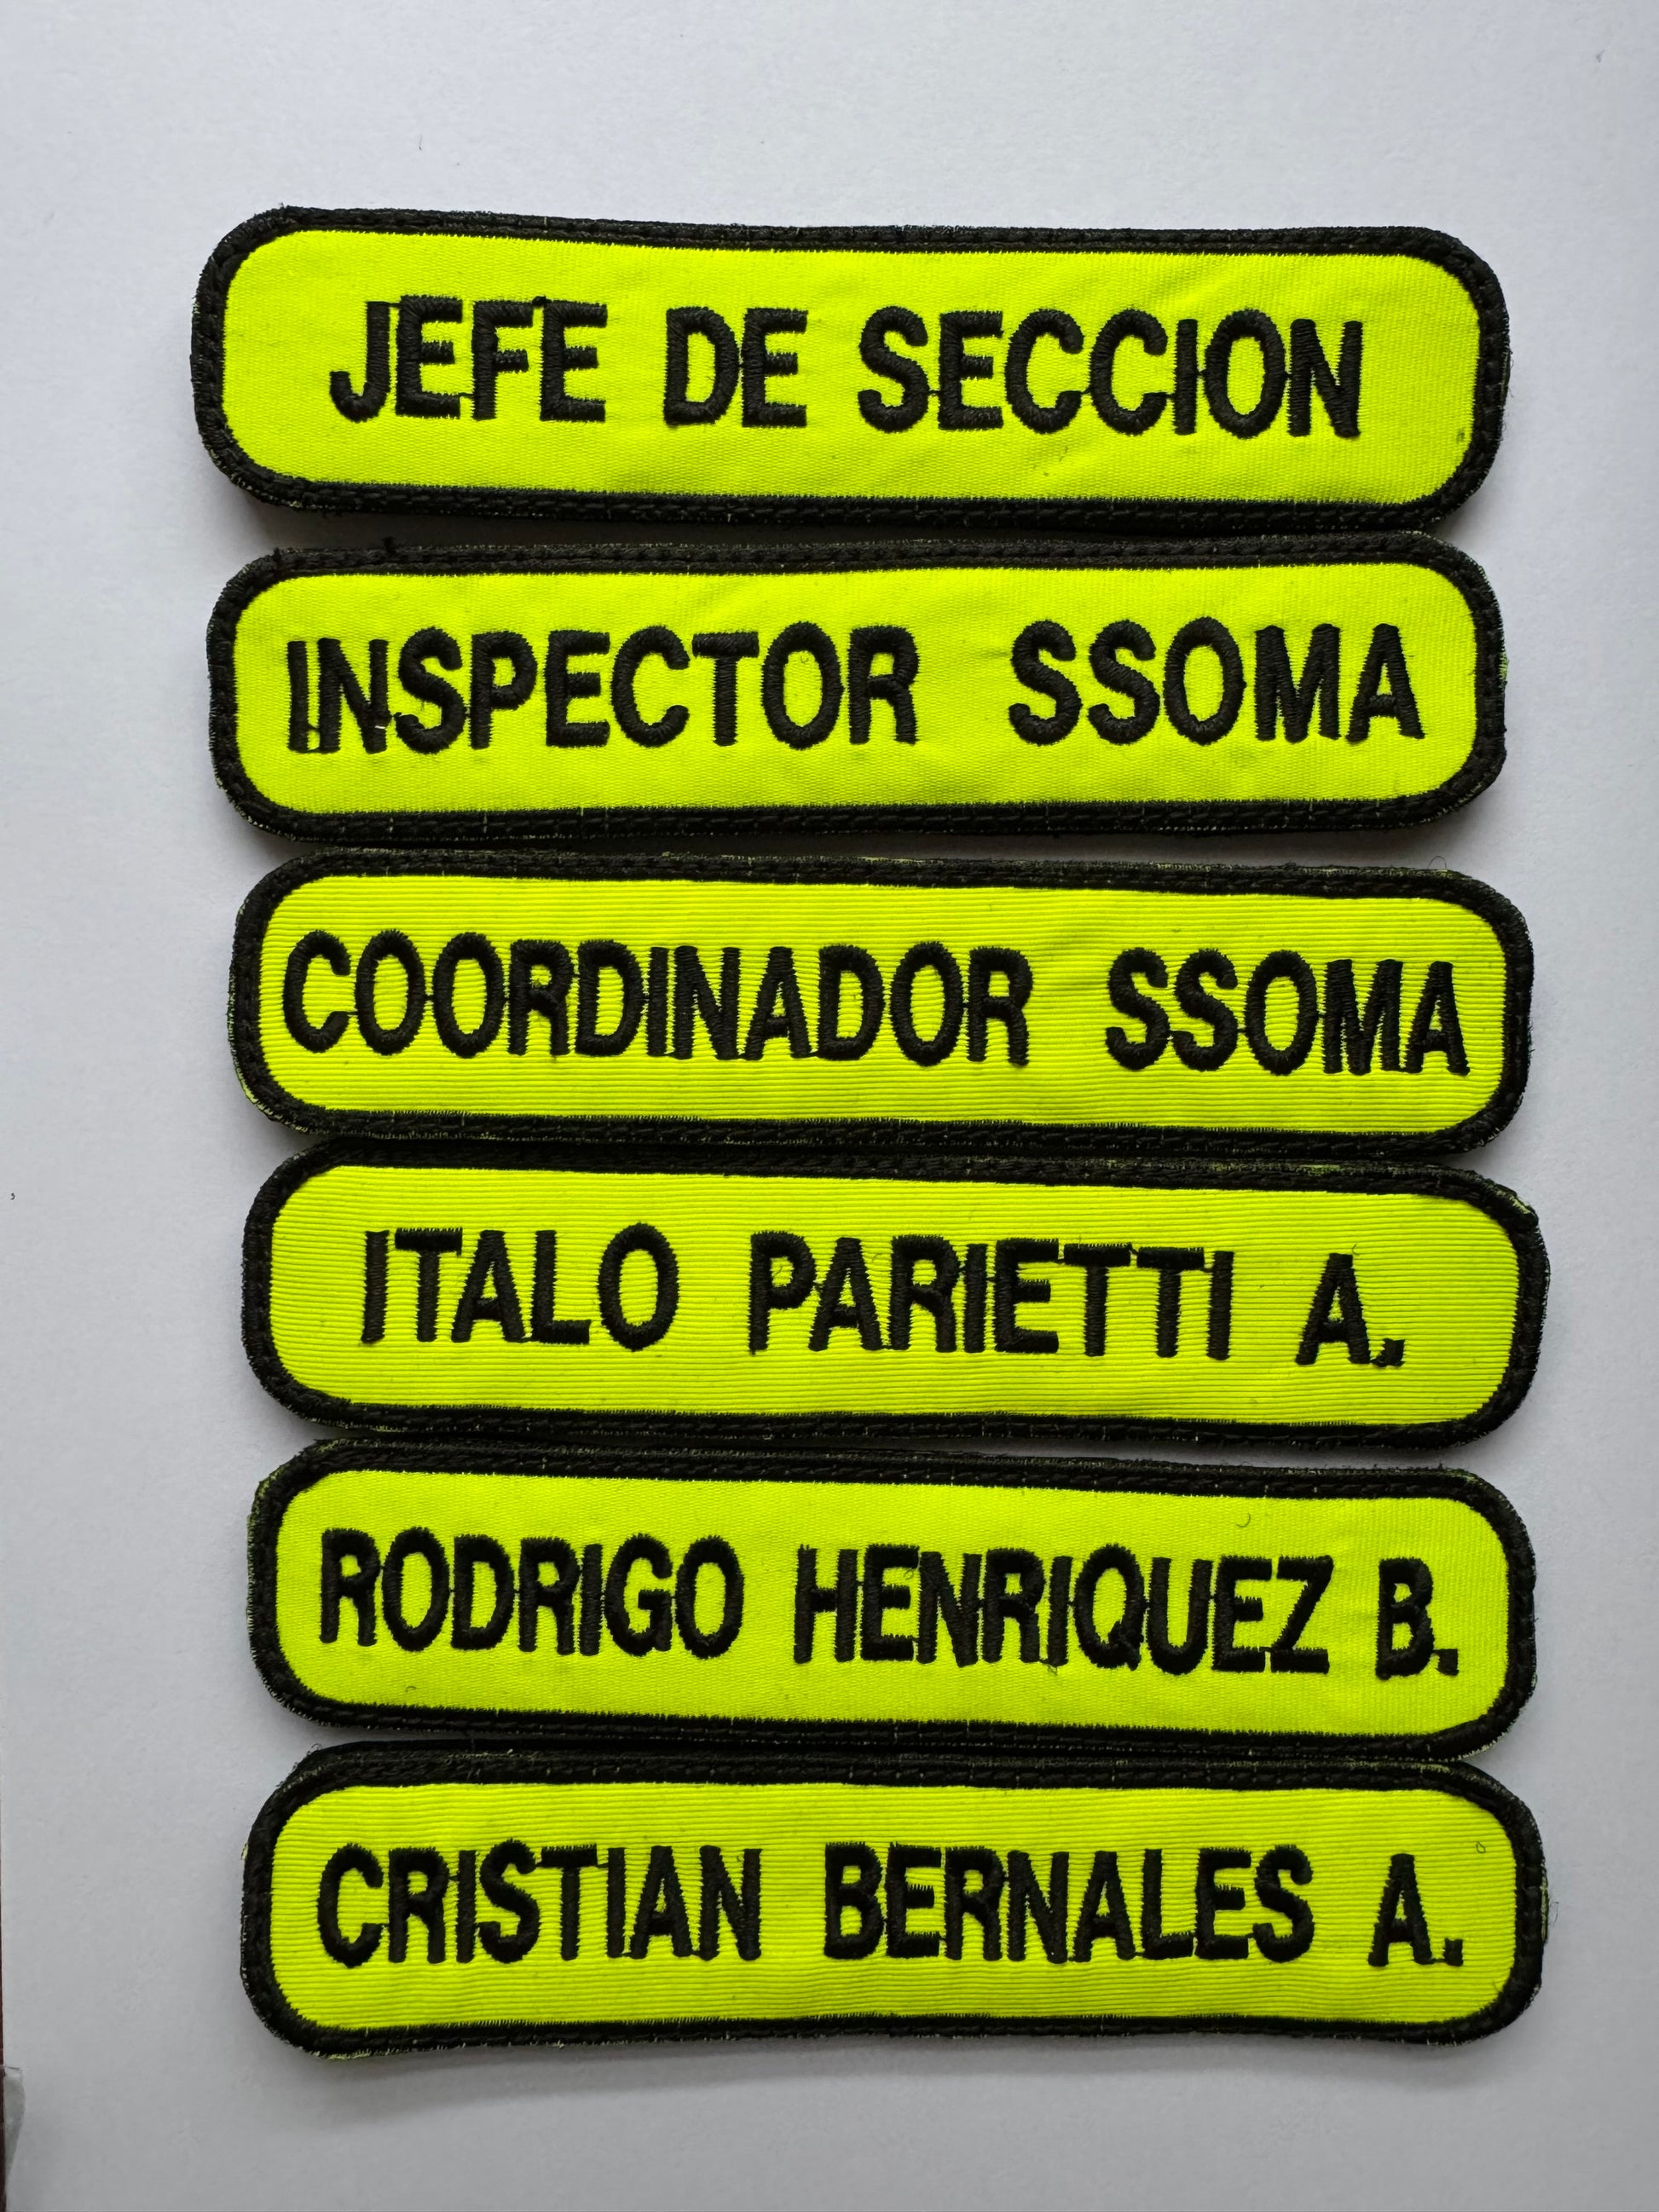 JEFE DE SECCION
INSPECTOR SSOMA
COORDINADOR SSOMA
ITALO PARIETTI A.
RODRIGO HENRIQUEZ B.
CRISTIAN BERNALES A.